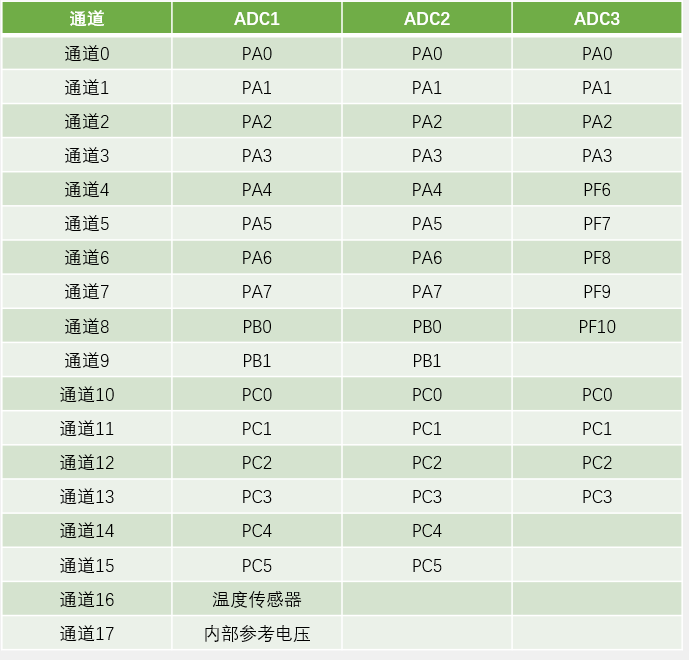 通道 ADC1 ADC2 ADC3
通道0 PA0 PA0 PA0
通道1 PA1 PA1 PA1
通道2 PA2 PA2 PA2
通道3 PA3 PA3 PA3
通道4 PA4 PA4 PF6
通道5 PA5 PA5 PF7
通道6 PA6 PA6 PF8
通道7 PA7 PA7 PF9
通道8 PB0 PB0 PF10
通道9 PB1 PB1
通道10 PC0 PC0 PC0
通道11 PC1 PC1 PC1
通道12 PC2 PC2 PC2
通道13 PC3 PC3 PC3
通道14 PC4 PC4
通道15 PC5 PC5
通道16 温度传感器
通道17 内部参考电压